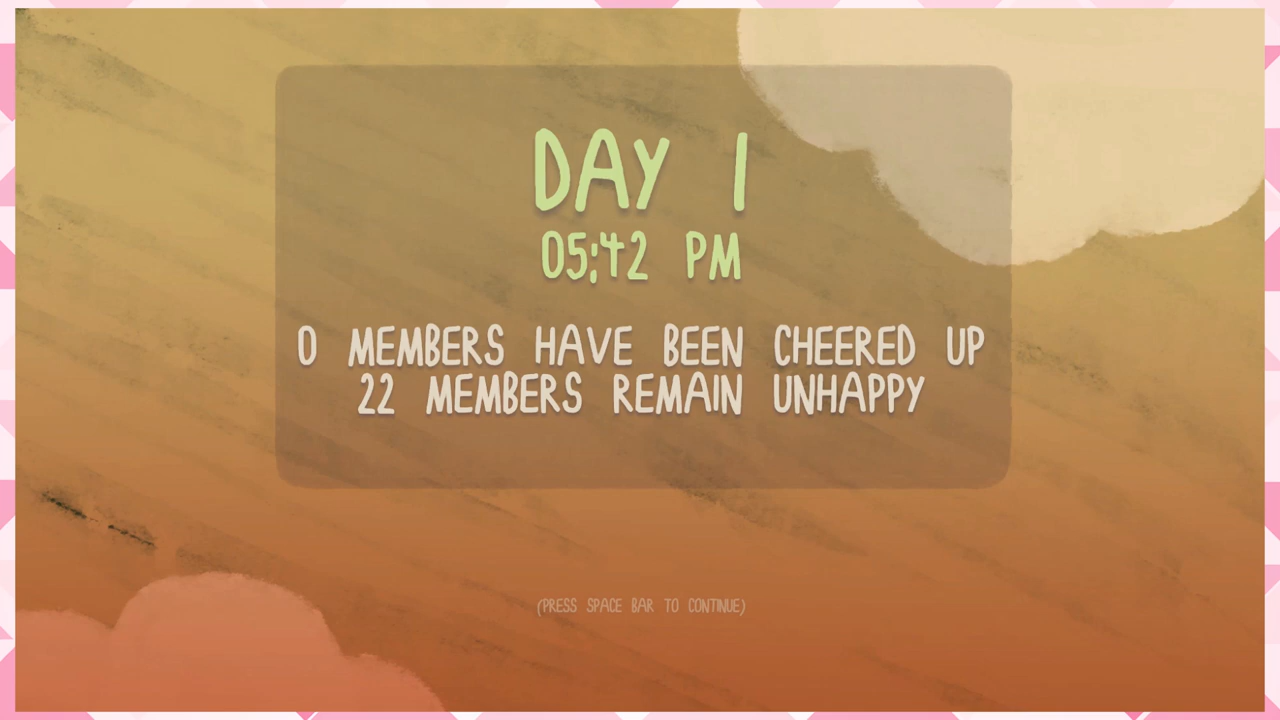 DAY 1
05:42 PM
0 MEMBERS HAVE BEEN CHEERED UP
22 MEMBERS REMAIN UNHAPPY
(PRESS SPACE BAR TO CONTINUE)